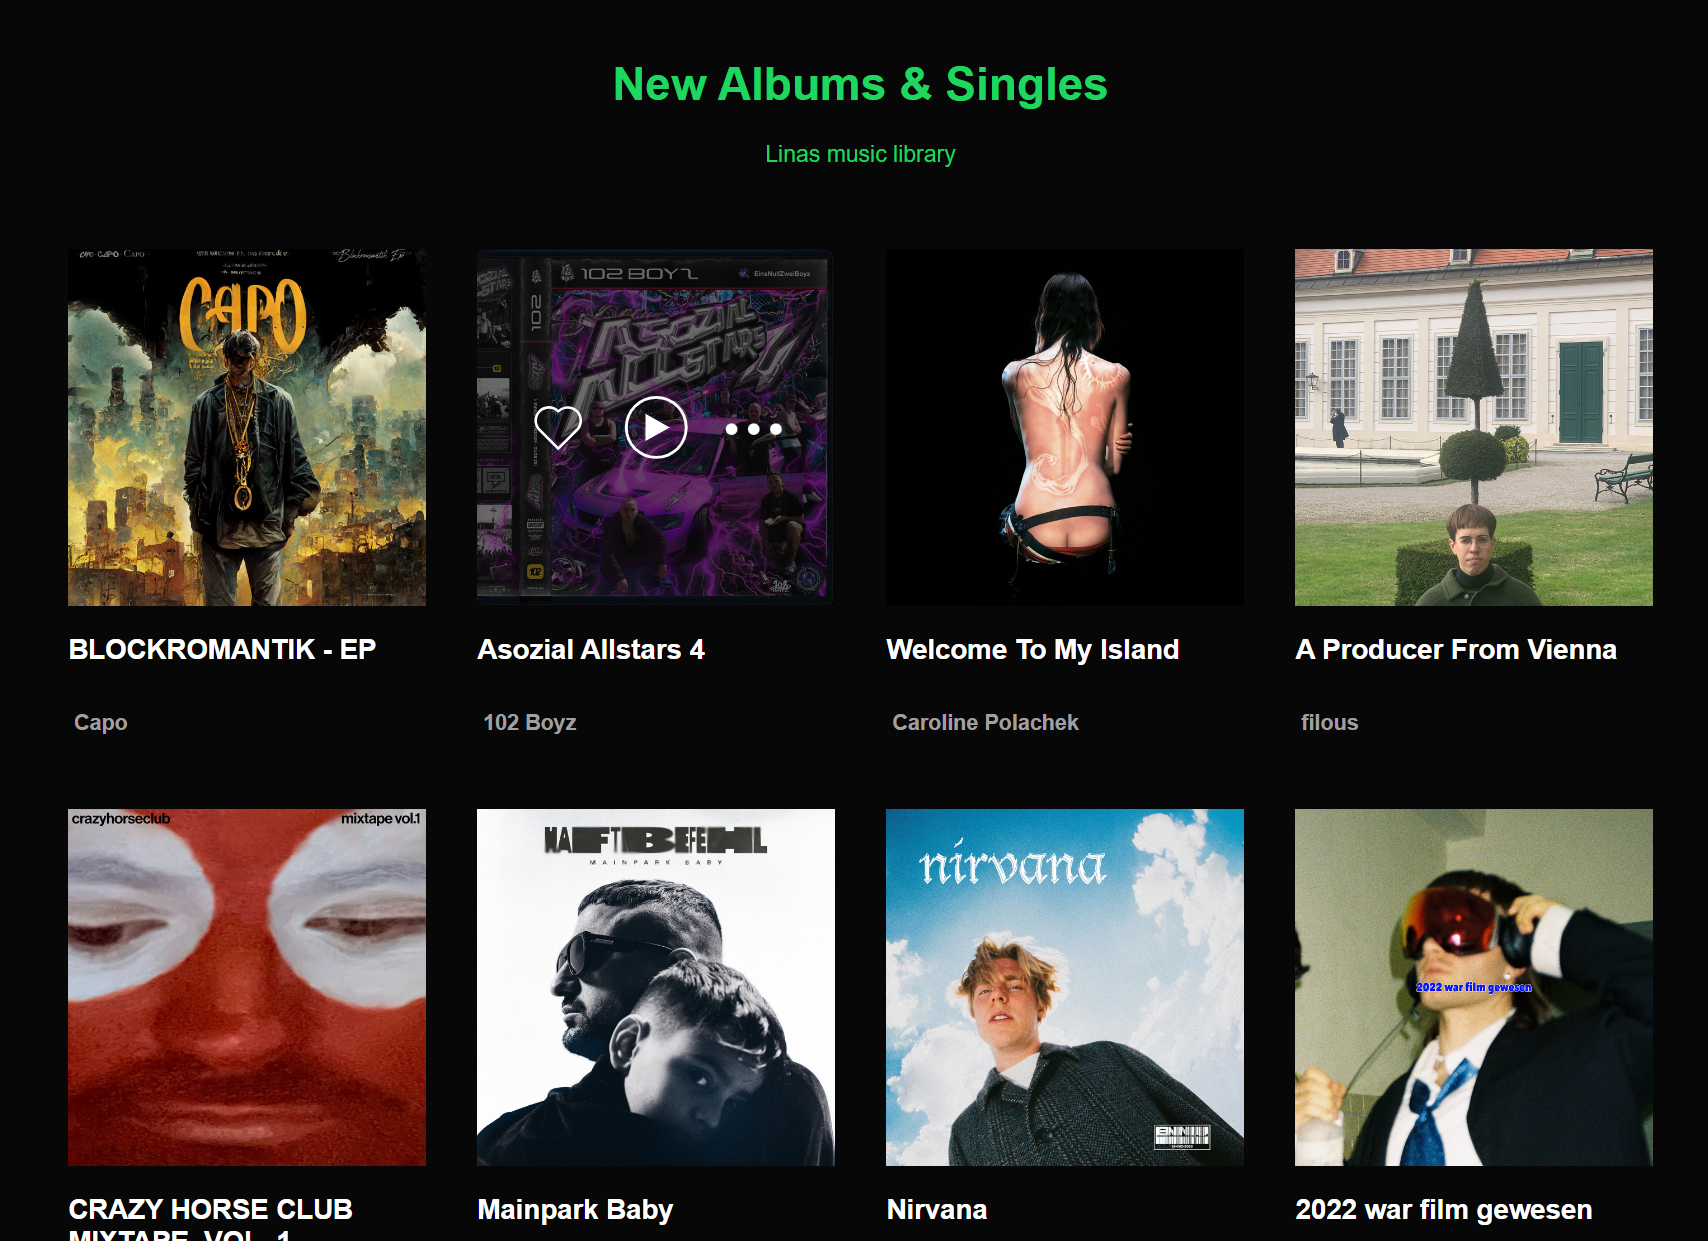 New Albums & Singles
Linas music library
CAPO
102 BOYZ
EinsNullZweiBoyz
ASOZIAL
ALLSTARS 4
BLOCKROMANTIK - EP
Asozial Allstars 4
Welcome To My Island
A Producer From Vienna
Capo
102 Boyz
Caroline Polachek
filous
crazyhorseclub
mixtape vol.1
HAFTBEFEHL
MAINPARK BABY
nirvana
2022 war film gewesen
CRAZY HORSE CLUB
MIXTAPE, VOL. 1
Mainpark Baby
Nirvana
2022 war film gewesen